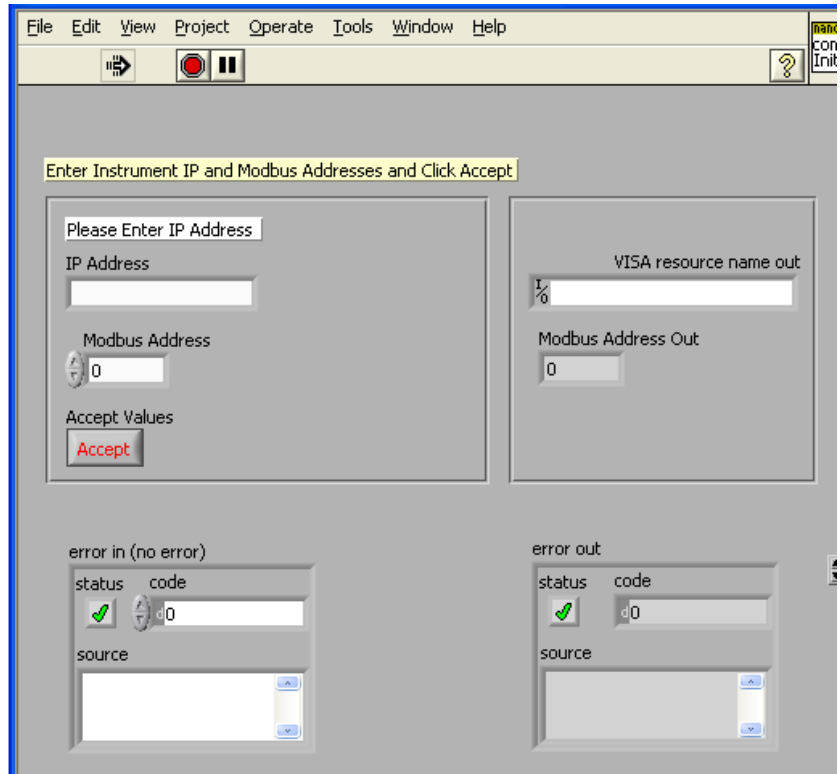 File Edit View Project Operate Tools Window Help
?
Enter Instrument IP and Modbus Addresses and Click Accept
Please Enter IP Address
IP Address
Modbus Address
0
Accept Values
Accept
VISA resource name out
I/O
Modbus Address Out
0
error in (no error)
status code
d0
source
error out
status code
d0
source